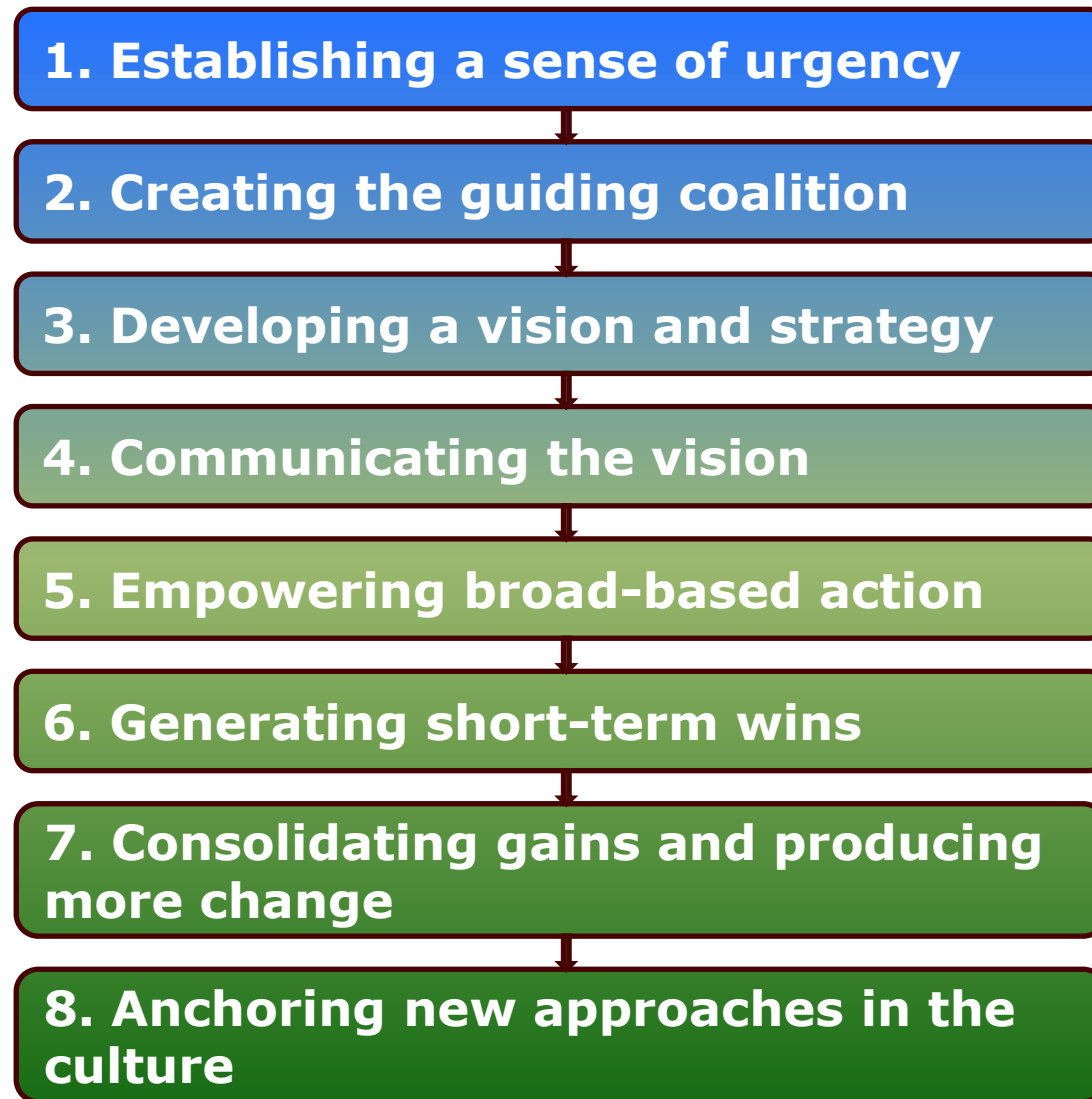 1. Establishing a sense of urgency
2. Creating the guiding coalition
3. Developing a vision and strategy
4. Communicating the vision
5. Empowering broad-based action
6. Generating short-term wins
7. Consolidating gains and producing
more change
8. Anchoring new approaches in the
culture